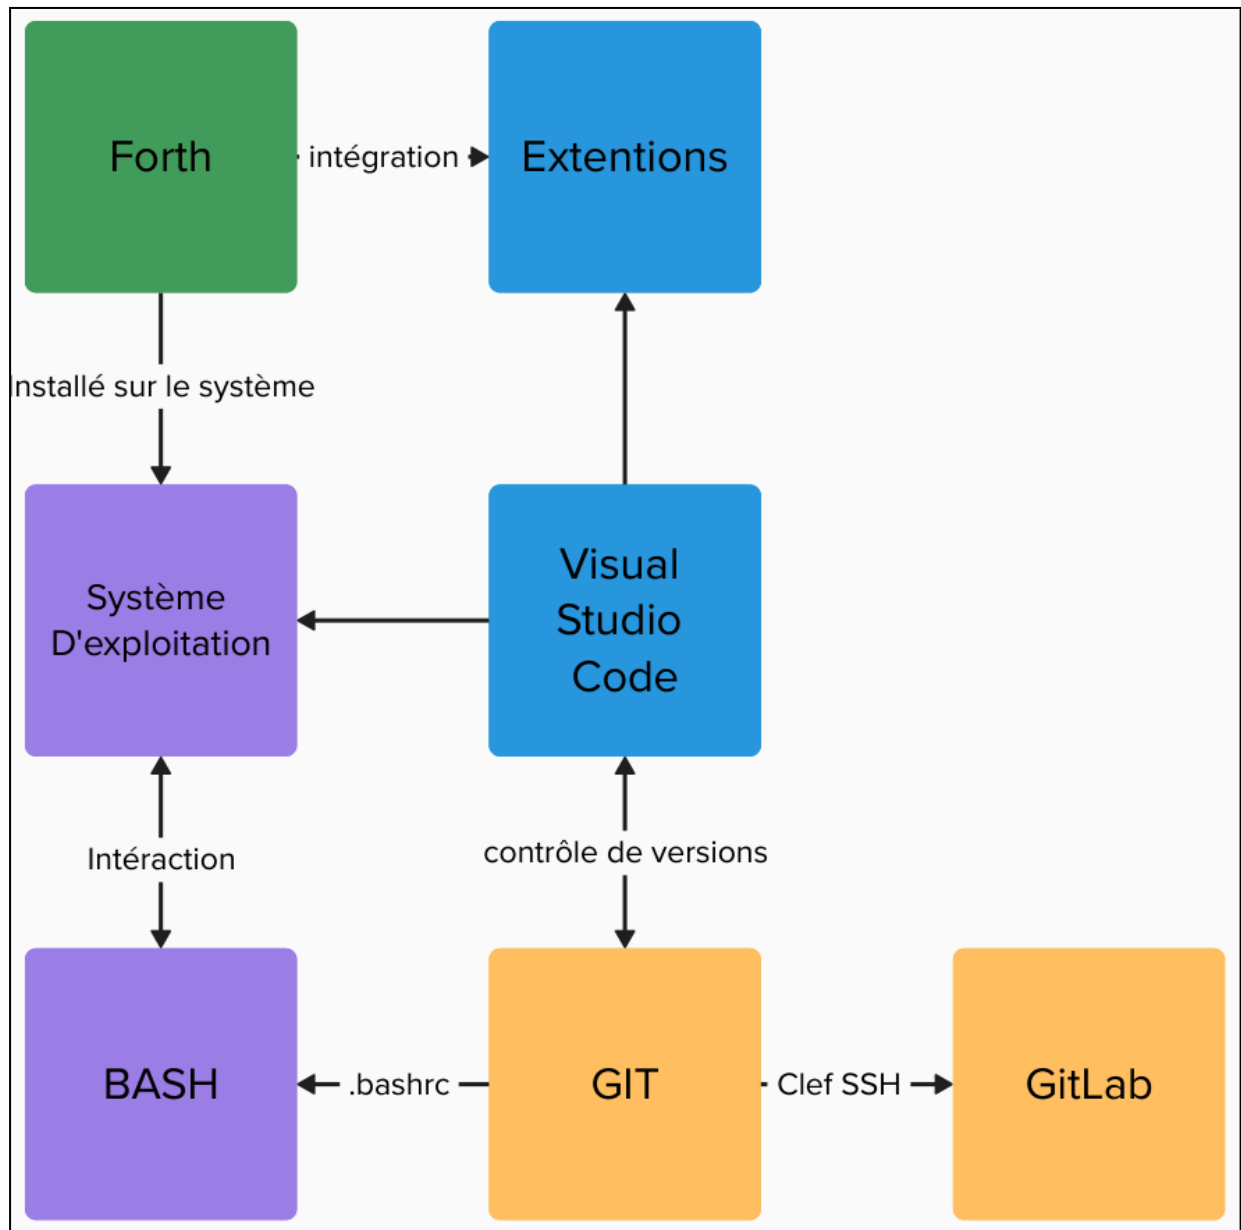 Forth
intégration
Extentions
Installé sur le système
Système
D'exploitation
Visual
Studio
Code
Intéraction
contrôle de versions
BASH
.bashrc
GIT
Clef SSH
GitLab